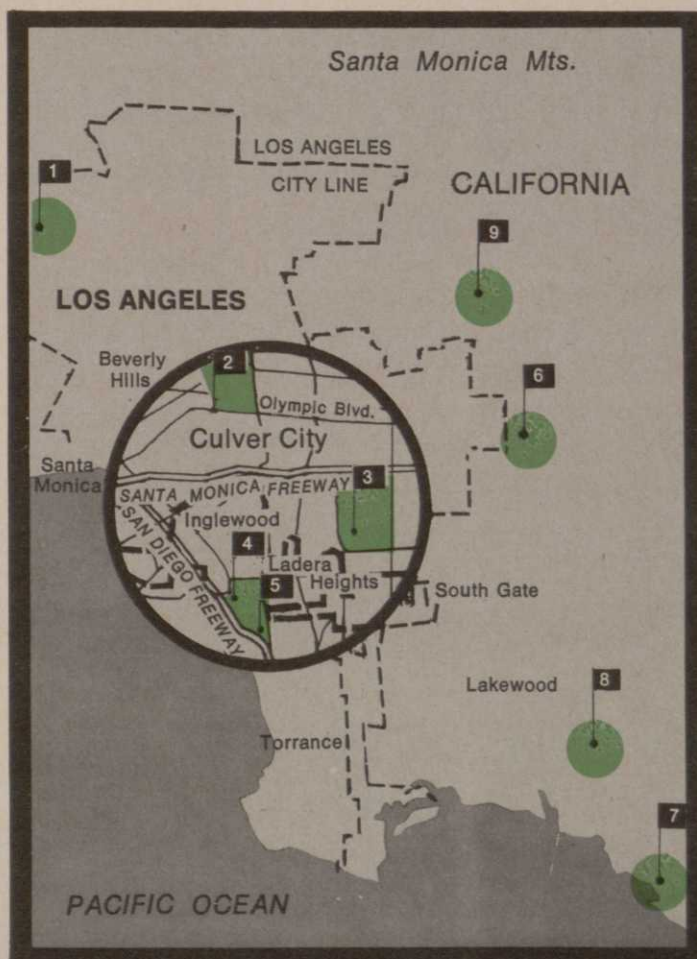 Santa Monica Mts.
LOS ANGELES
CITY LINE
CALIFORNIA
1
9
LOS ANGELES
Beverly
Hills
2
6
Olympic Blvd.
Culver City
Santa
Monica
SANTA MONICA FREEWAY
3
Inglewood
SAN DIEGO FREEWAY
4
Ladera
Heights
5
South Gate
Lakewood
8
Torrance
7
PACIFIC OCEAN